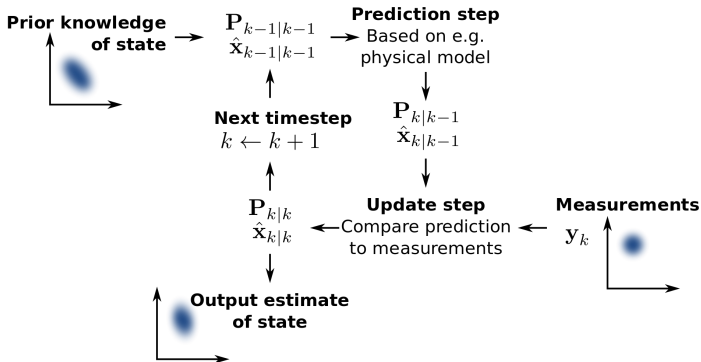 Prior knowledge
of state
P_{k-1|k-1}
x̂_{k-1|k-1}
Prediction step
Based on e.g.
physical model
Next timestep
k ← k + 1
P_{k|k-1}
x̂_{k|k-1}
P_{k|k}
x̂_{k|k}
Update step
Compare prediction
to measurements
Measurements
y_k
Output estimate
of state